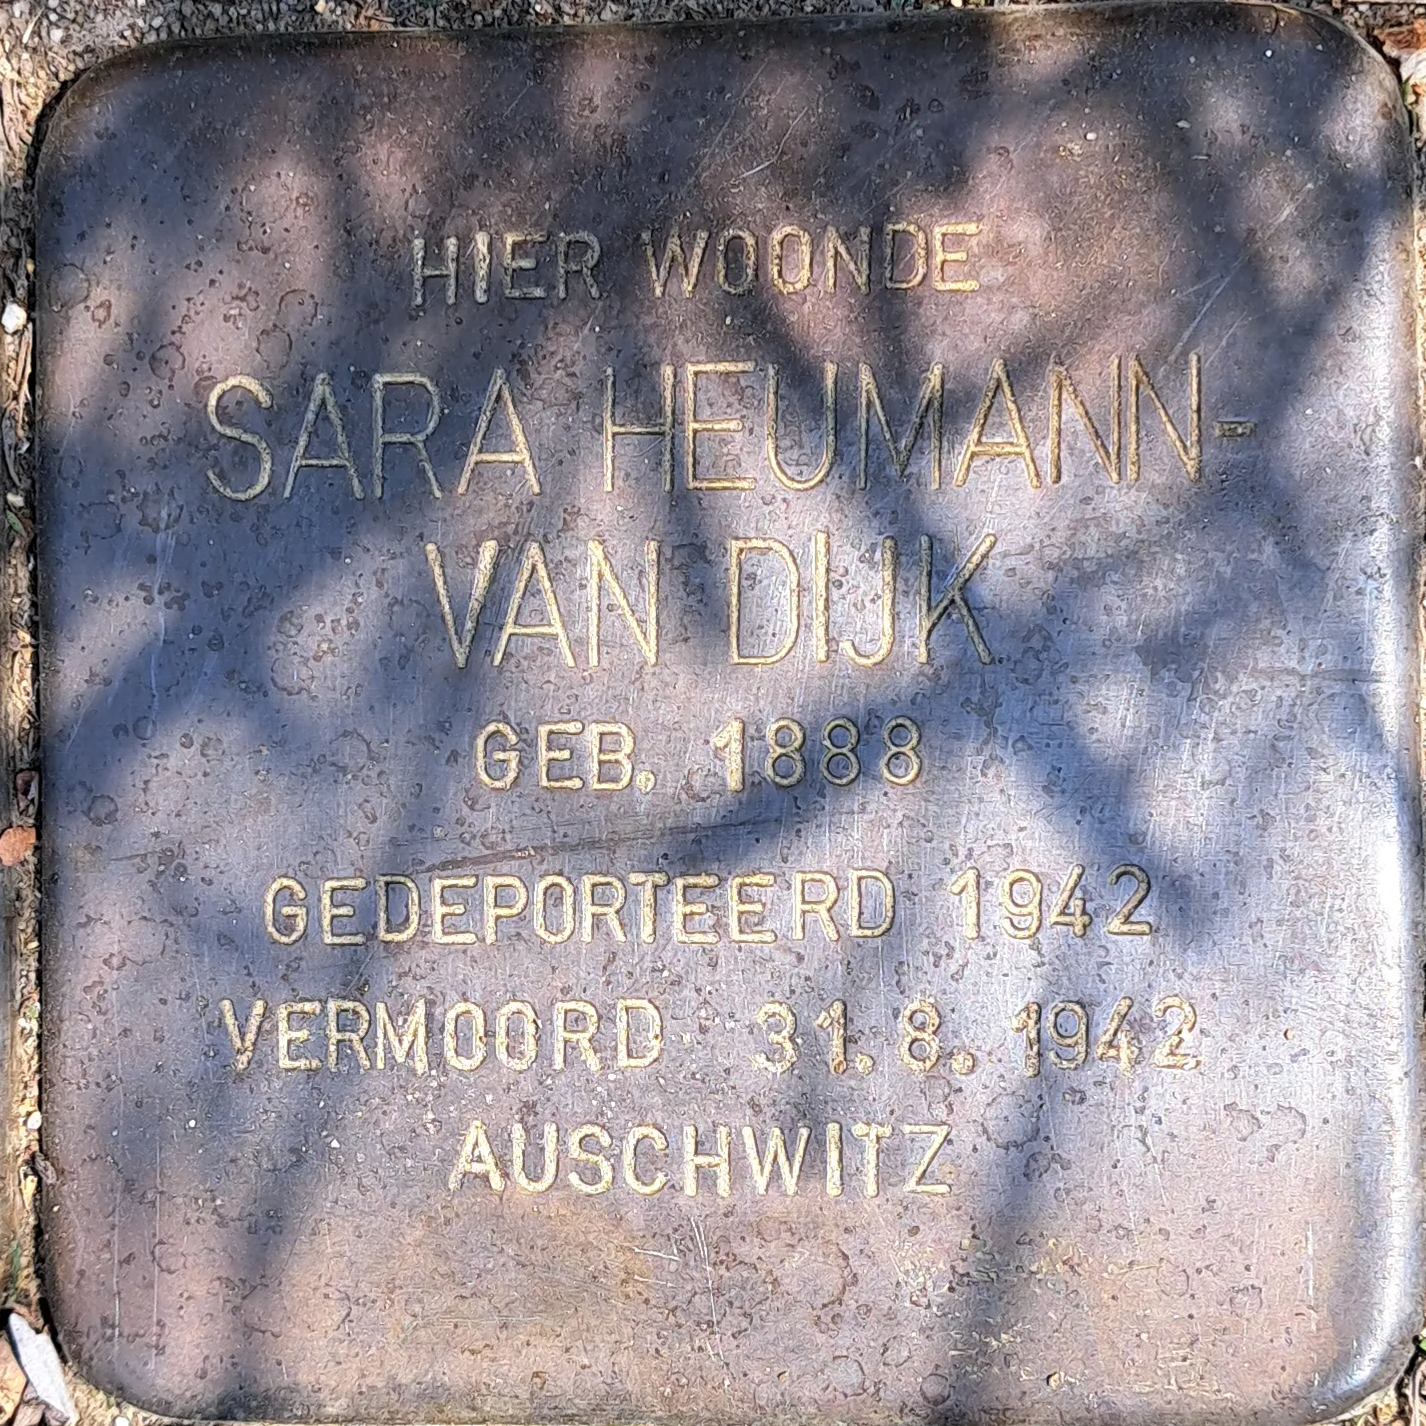 HIER WOONDE
SARA HEUMANN-
VAN DIJK
GEB. 1888
GEDEPORTEERD 1942
VERMOORD 31.8.1942
AUSCHWITZ